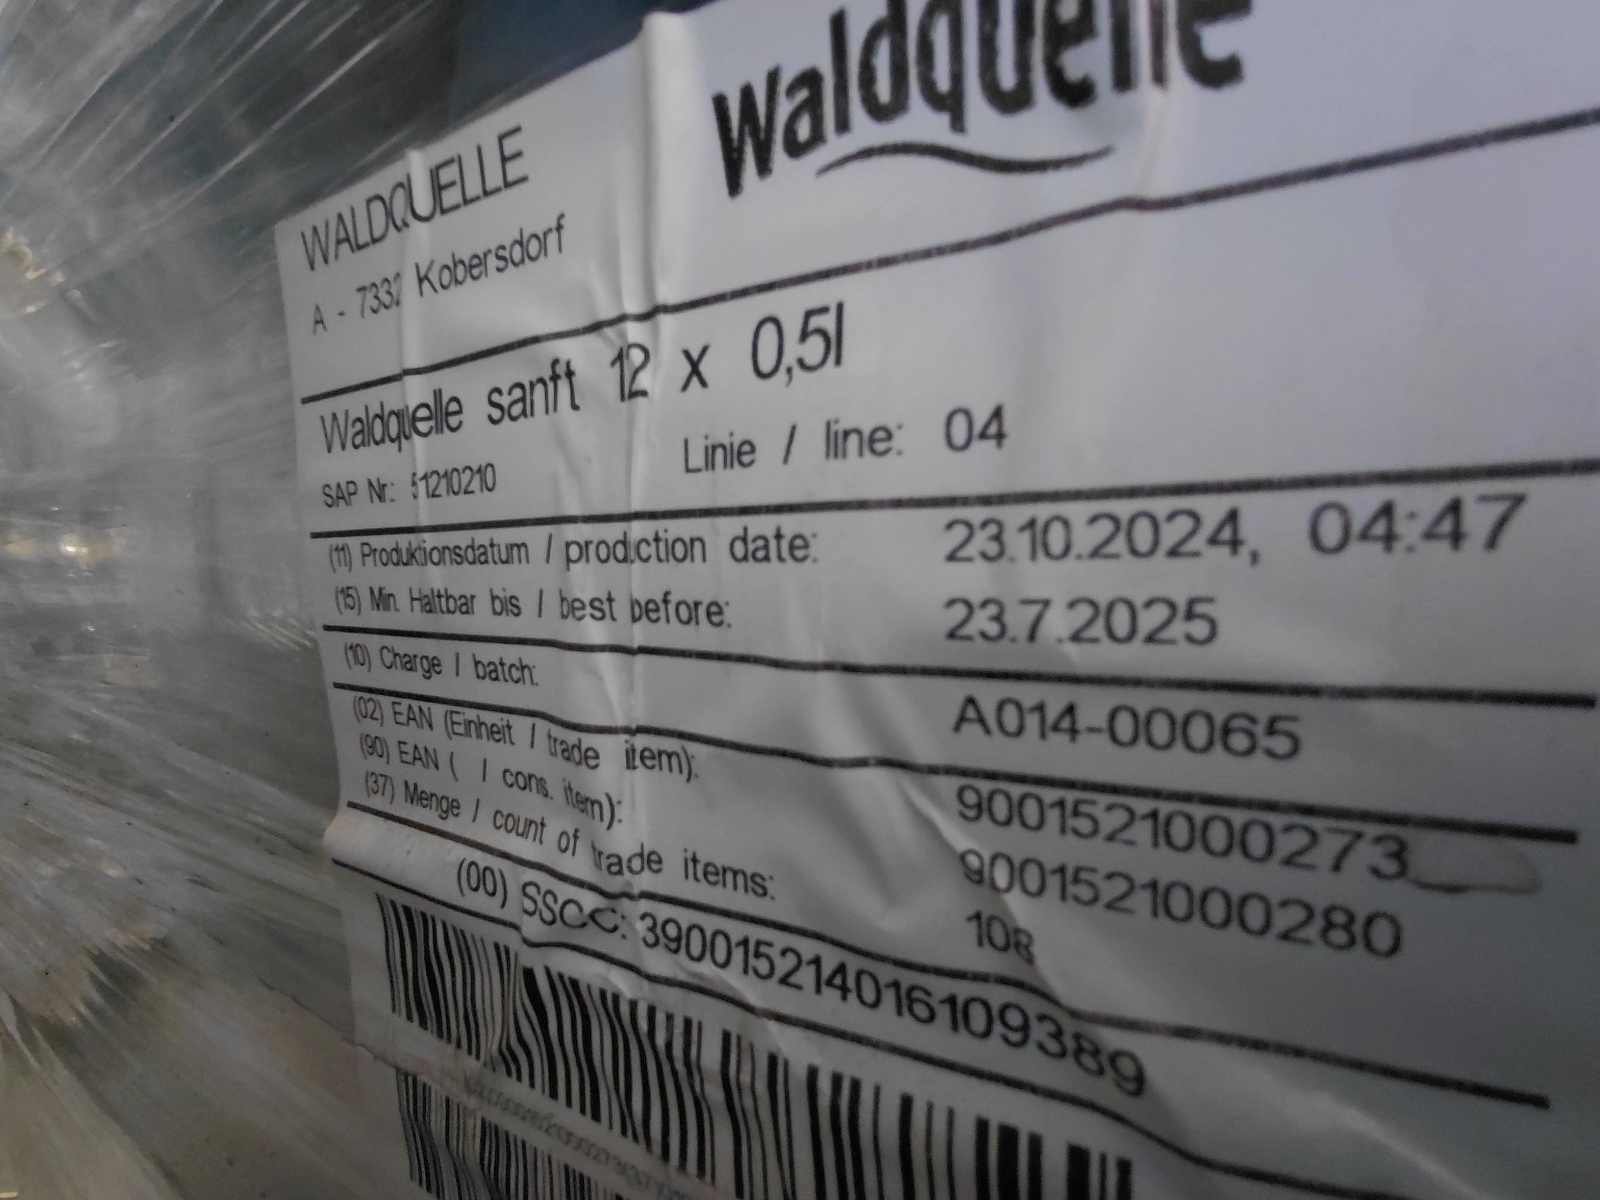 Waldquelle
WALDQUELLE
A - 7332 Kobersdorf
Waldquelle sanft 12 x 0,5l
SAP Nr.: 51210210 Linie / line: 04
(11) Produktionsdatum / production date: 23.10.2024, 04:47
(15) Min. Haltbar bis / best before: 23.7.2025
(10) Charge / batch: A014-00065
(02) EAN (Einheit / trade item): 9001521000273
(90) EAN ( / cons. item): 9001521000280
(37) Menge / count of trade items: 108
(00) SSCC: 390015214016109389